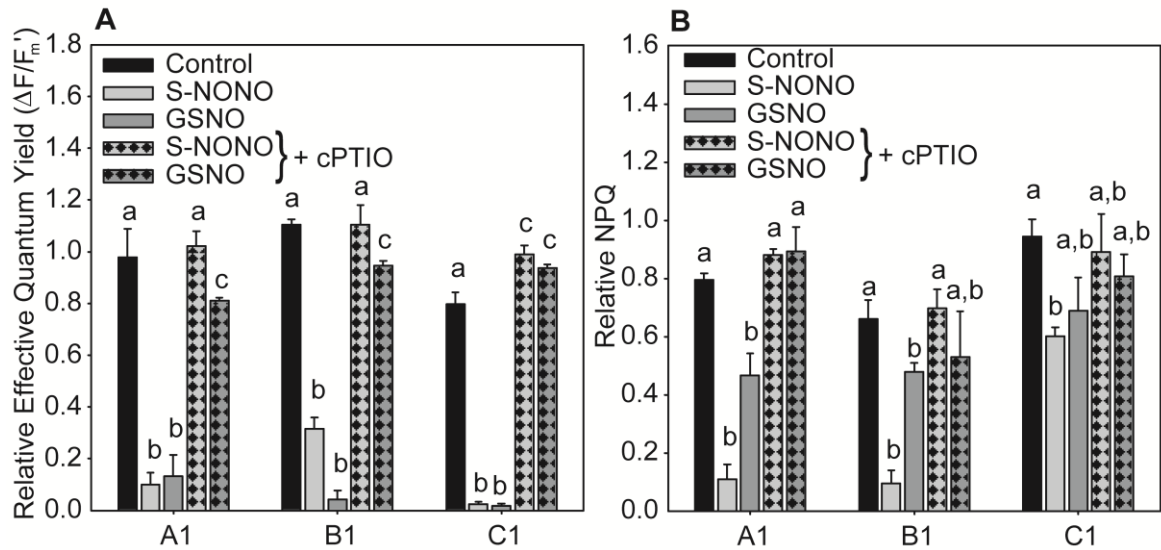 A
Relative Effective Quantum Yield (ΔF/Fm')
1.8
1.6
1.4
1.2
1.0
0.8
0.6
0.4
0.2
0.0
Control
S-NONO
GSNO
S-NONO
GSNO
} + cPTIO
a
b
b
a
c
a
b
b
a
c
a
b
b
c
c
A1
B1
C1
B
Relative NPQ
1.6
1.4
1.2
1.0
0.8
0.6
0.4
0.2
0.0
Control
S-NONO
GSNO
S-NONO
GSNO
} + cPTIO
a
b
b
a
a
a
b
b
a
a,b
a
b
a,b
a,b
a,b
A1
B1
C1